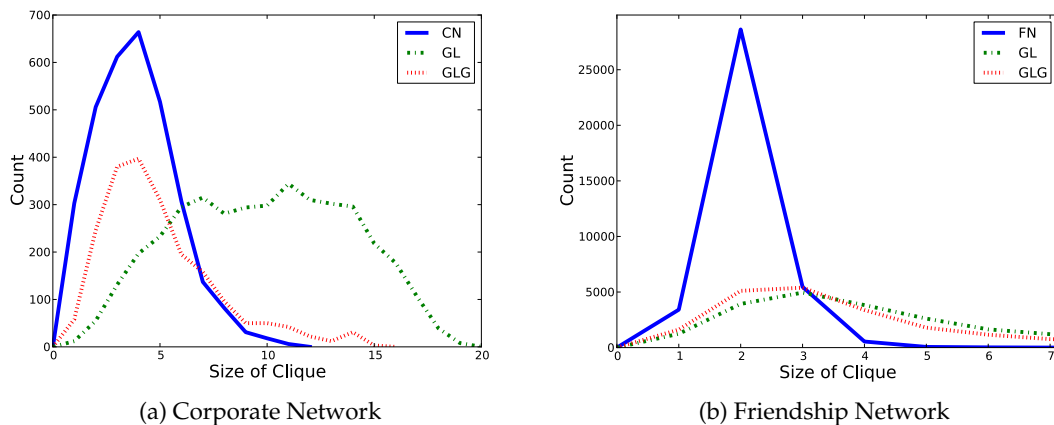 700
600
500
400
300
200
100
0
Count
0 5 10 15 20
Size of Clique
CN
GL
GLG
(a) Corporate Network
25000
20000
15000
10000
5000
0
Count
0 1 2 3 4 5 6 7
Size of Clique
FN
GL
GLG
(b) Friendship Network